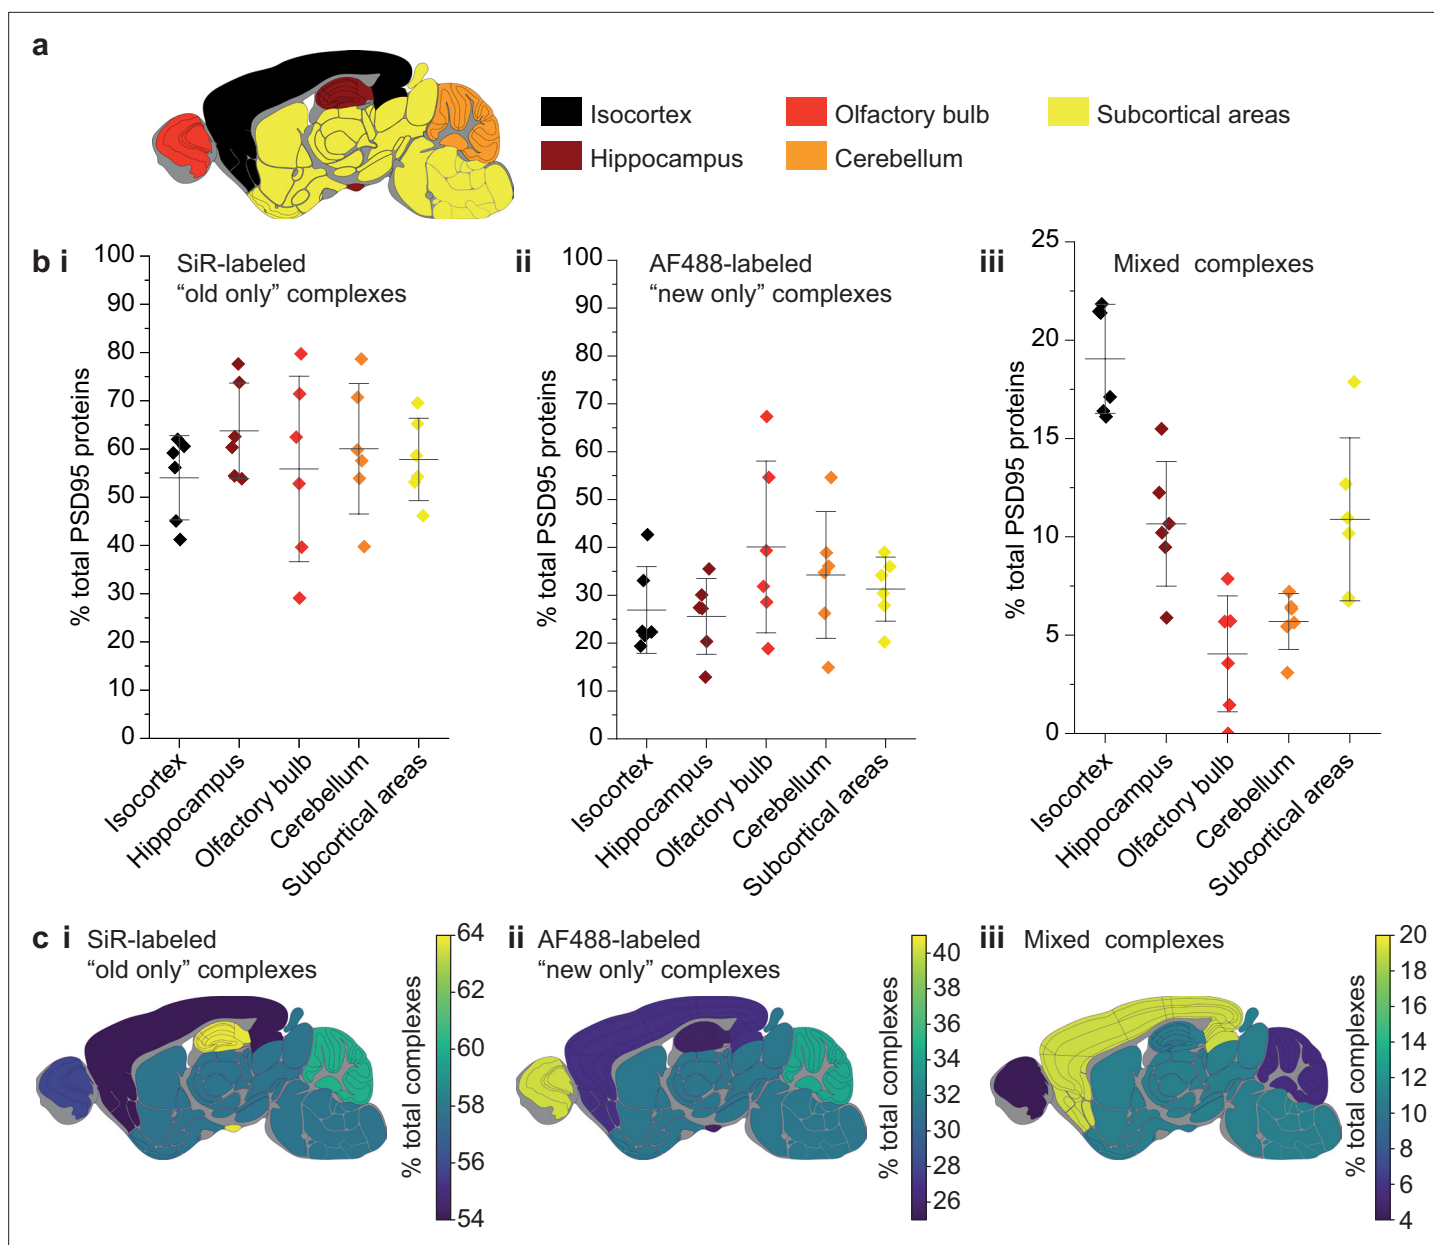 a
Isocortex
Olfactory bulb
Subcortical areas
Hippocampus
Cerebellum
b i
SiR-labeled
“old only” complexes
% total PSD95 proteins
100
90
80
70
60
50
40
30
20
10
0
Isocortex
Hippocampus
Olfactory bulb
Cerebellum
Subcortical areas
ii
AF488-labeled
“new only” complexes
% total PSD95 proteins
100
90
80
70
60
50
40
30
20
10
0
Isocortex
Hippocampus
Olfactory bulb
Cerebellum
Subcortical areas
iii
Mixed complexes
% total PSD95 proteins
25
20
15
10
5
0
Isocortex
Hippocampus
Olfactory bulb
Cerebellum
Subcortical areas
c i
SiR-labeled
“old only” complexes
% total complexes
64
62
60
58
56
54
ii
AF488-labeled
“new only” complexes
% total complexes
40
38
36
34
32
30
28
26
iii
Mixed complexes
% total complexes
20
18
16
14
12
10
8
6
4